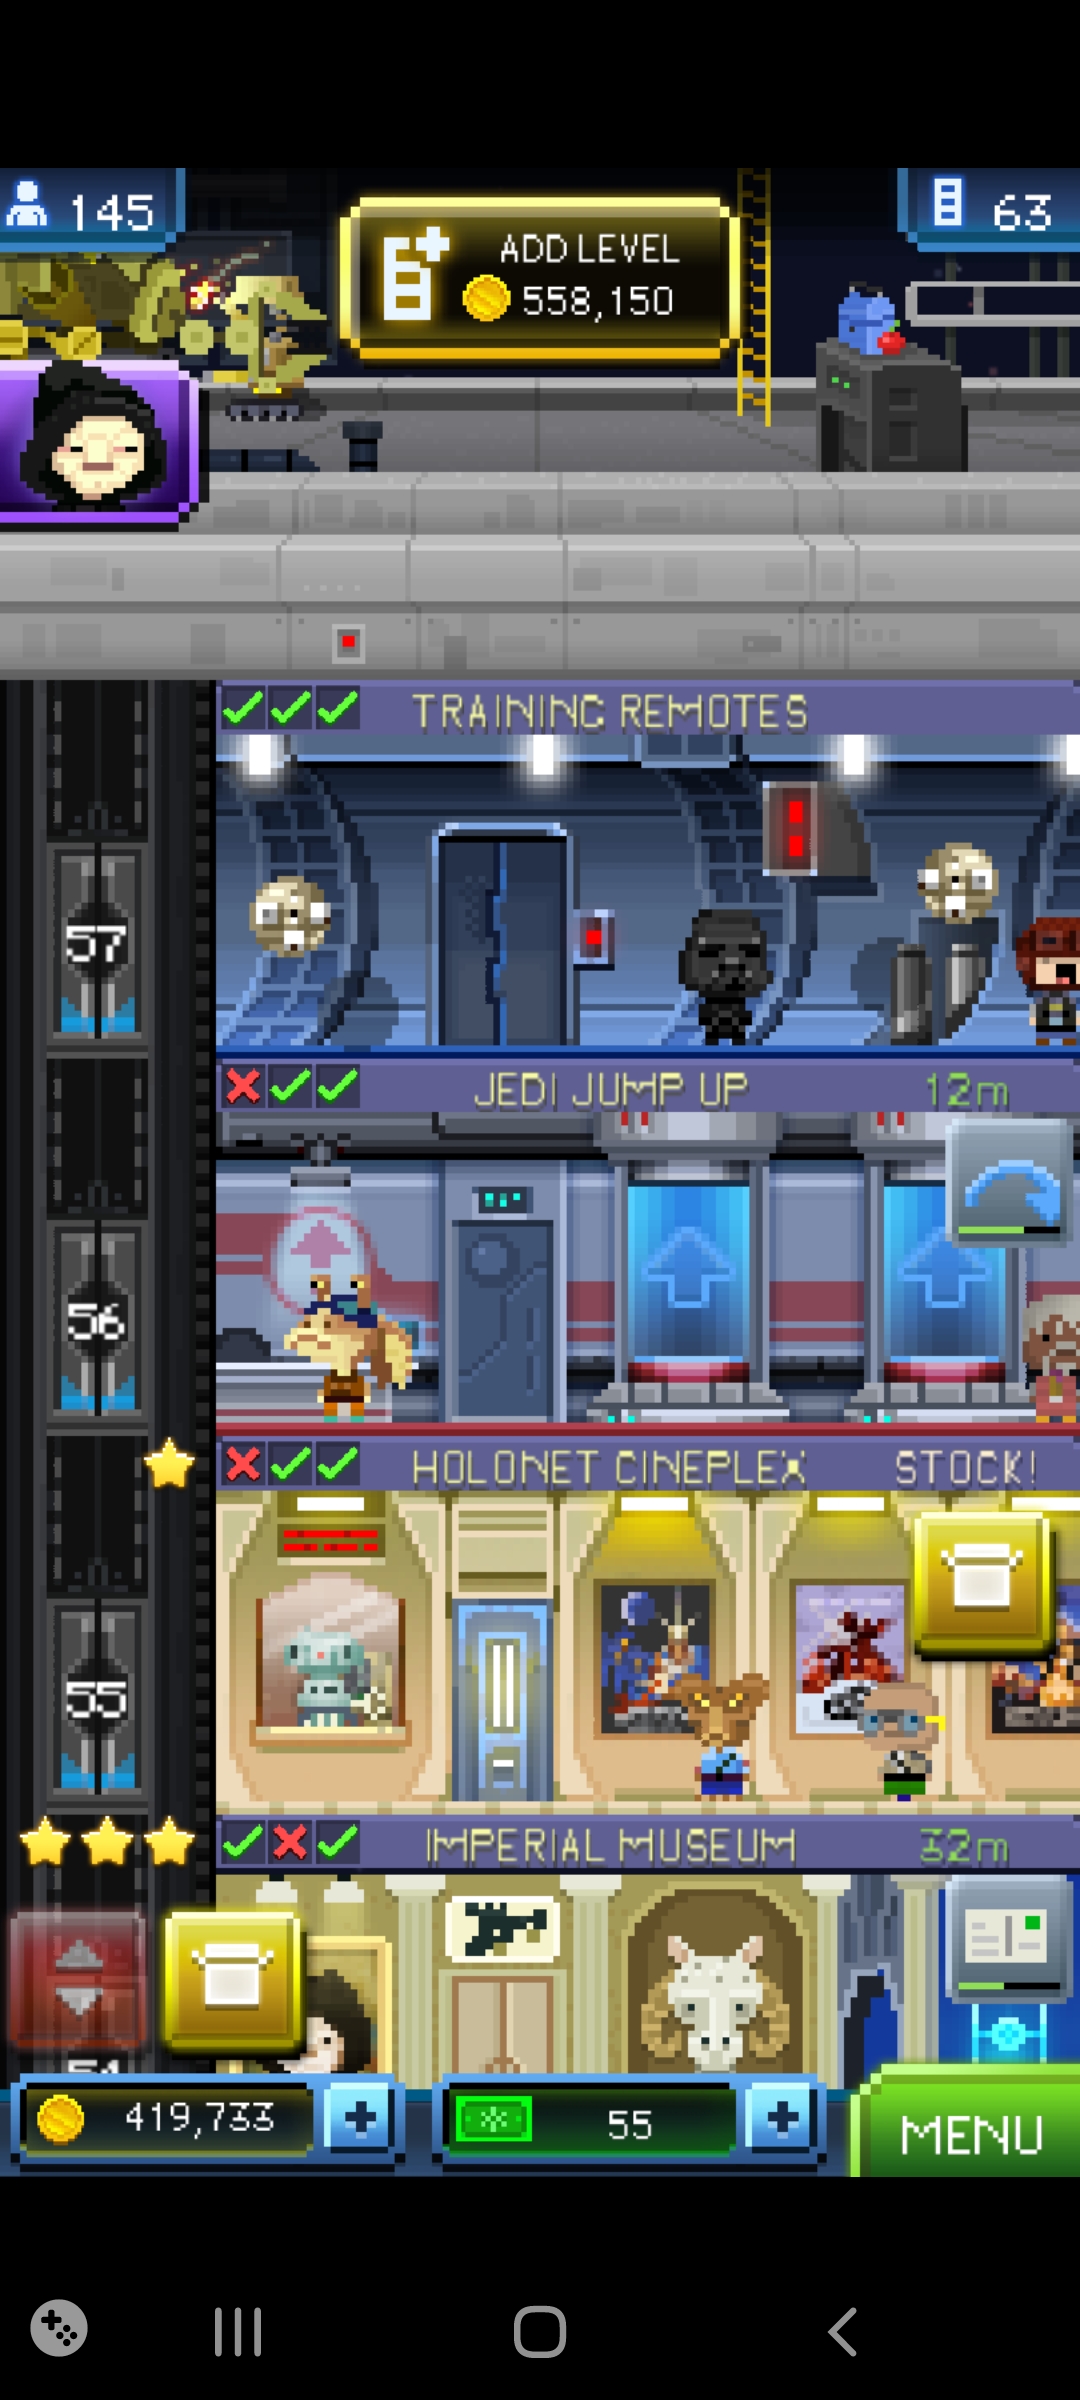 145
ADD LEVEL
558,150
63
TRAINING REMOTES
57
JEDI JUMP UP 12m
56
HOLONET CINEPLEX STOCK!
55
IMPERIAL MUSEUM 32m
54
419,733
55
MENU